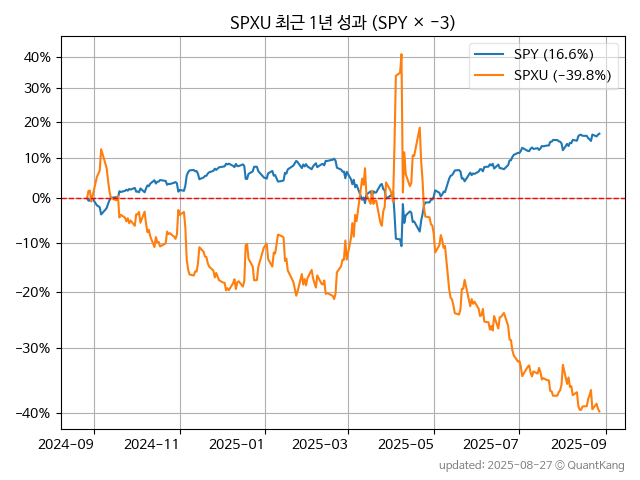 SPXU 최근 1년 성과 (SPY × -3)
SPY (16.6%)
SPXU (-39.8%)
40%
30%
20%
10%
0%
-10%
-20%
-30%
-40%
2024-09 2024-11 2025-01 2025-03 2025-05 2025-07 2025-09
updated: 2025-08-27 © QuantKang